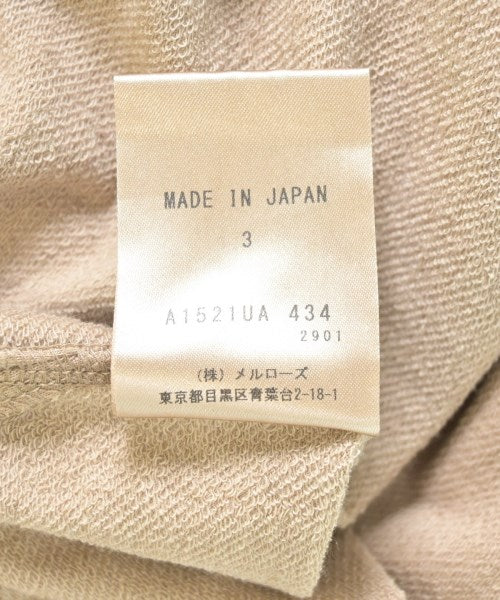 MADE IN JAPAN
3
A1521UA 434
2901
(株) メルローズ
東京都目黒区青葉台2-18-1